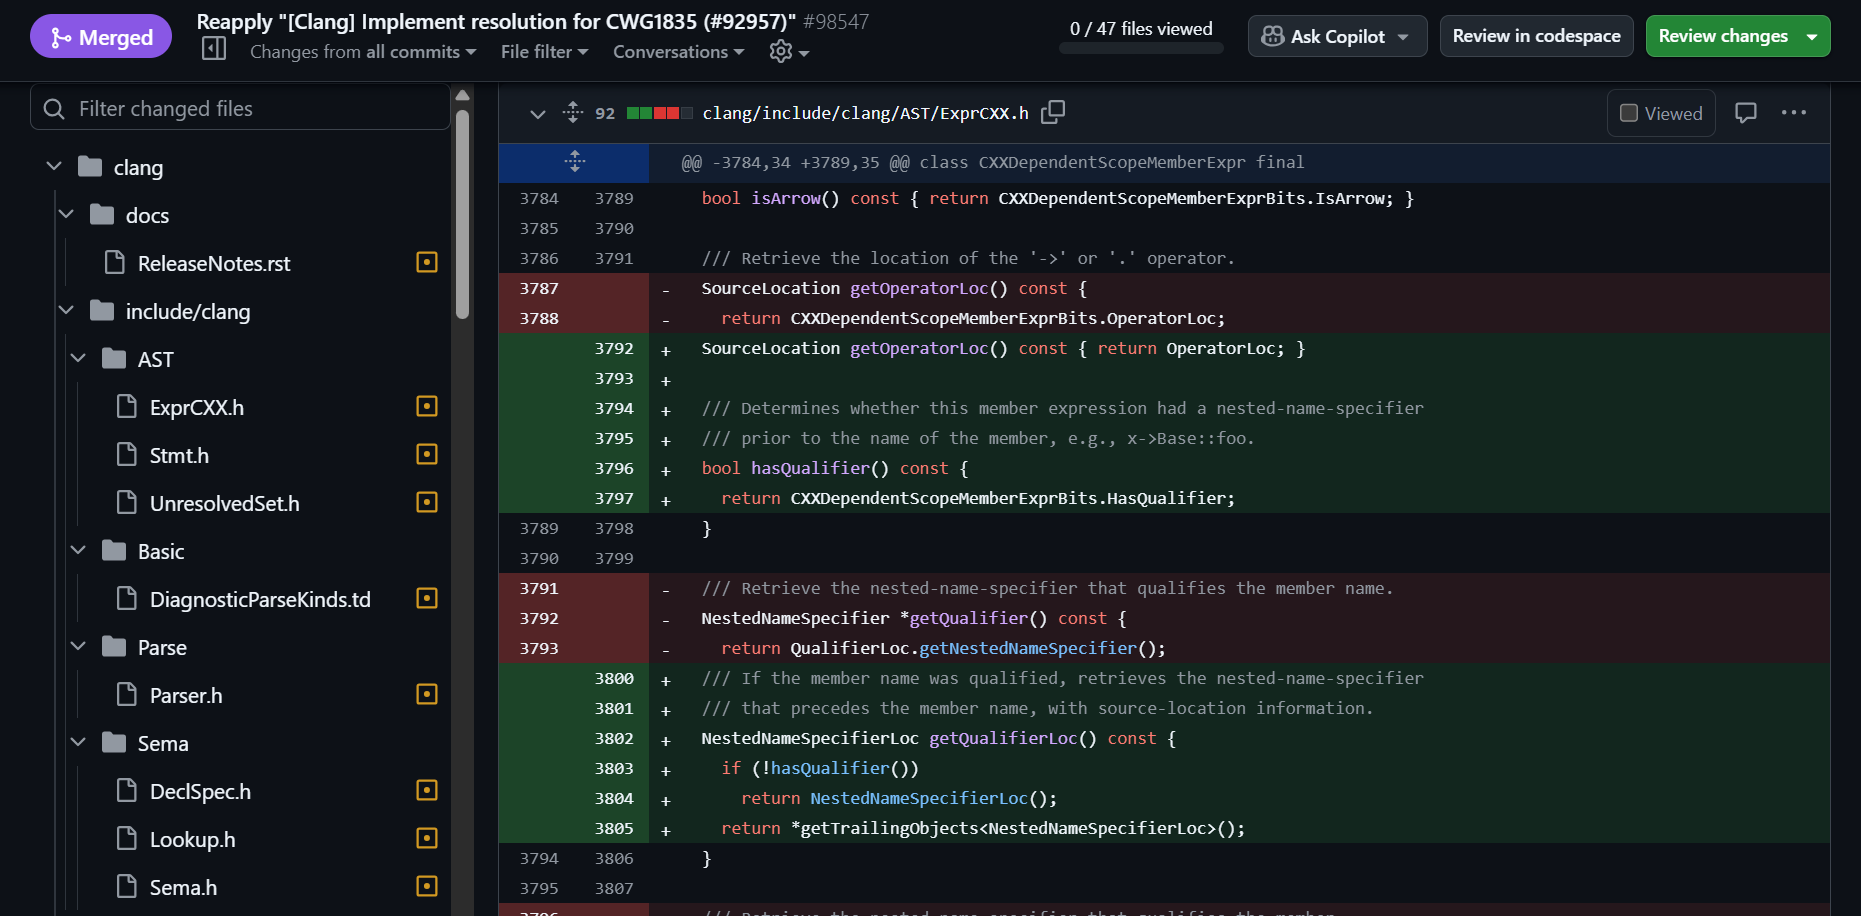 Merged
Reapply "[Clang] Implement resolution for CWG1835 (#92957)" #98547
Changes from all commits
File filter
Conversations
0 / 47 files viewed
Ask Copilot
Review in codespace
Review changes
Filter changed files
clang
docs
ReleaseNotes.rst
include/clang
AST
ExprCXX.h
Stmt.h
UnresolvedSet.h
Basic
DiagnosticParseKinds.td
Parse
Parser.h
Sema
DeclSpec.h
Lookup.h
Sema.h
92 clang/include/clang/AST/ExprCXX.h
Viewed
@@ -3784,34 +3789,35 @@ class CXXDependentScopeMemberExpr final
3784 3789 bool isArrow() const { return CXXDependentScopeMemberExprBits.IsArrow; }
3785 3790
3786 3791 /// Retrieve the location of the '->' or '.' operator.
3787 - SourceLocation getOperatorLoc() const {
3788 - return CXXDependentScopeMemberExprBits.OperatorLoc;
3792 + SourceLocation getOperatorLoc() const { return OperatorLoc; }
3793 +
3794 + /// Determines whether this member expression had a nested-name-specifier
3795 + /// prior to the name of the member, e.g., x->Base::foo.
3796 + bool hasQualifier() const {
3797 + return CXXDependentScopeMemberExprBits.HasQualifier;
3789 3798 }
3790 3799
3791 - /// Retrieve the nested-name-specifier that qualifies the member name.
3792 - NestedNameSpecifier *getQualifier() const {
3793 - return QualifierLoc.getNestedNameSpecifier();
3800 + /// If the member name was qualified, retrieves the nested-name-specifier
3801 + /// that precedes the member name, with source-location information.
3802 + NestedNameSpecifierLoc getQualifierLoc() const {
3803 + if (!hasQualifier())
3804 + return NestedNameSpecifierLoc();
3805 + return *getTrailingObjects<NestedNameSpecifierLoc>();
3794 3806 }
3795 3807